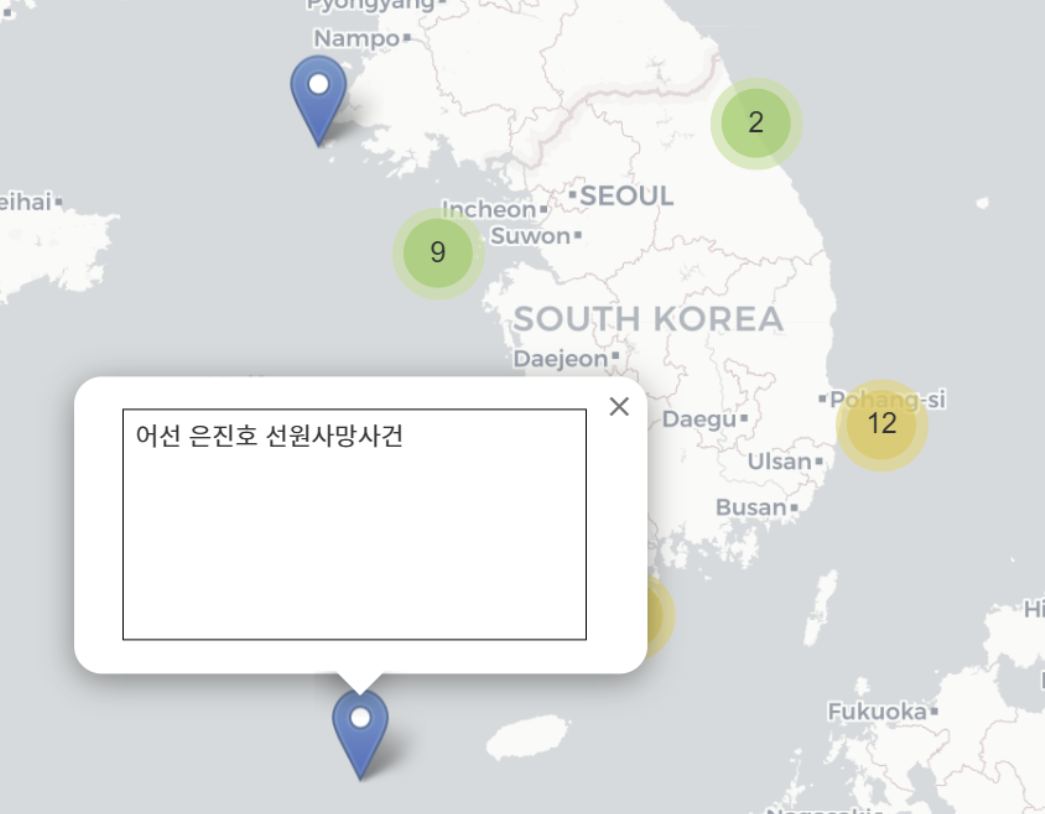 Pyongyang
Nampo
2
eihai
Incheon
SEOUL
Suwon
9
SOUTH KOREA
Daejeon
Pohang-si
어선 은진호 선원사망사건
Daegu
12
Ulsan
Busan
Hi
Fukuoka
Nagasaki